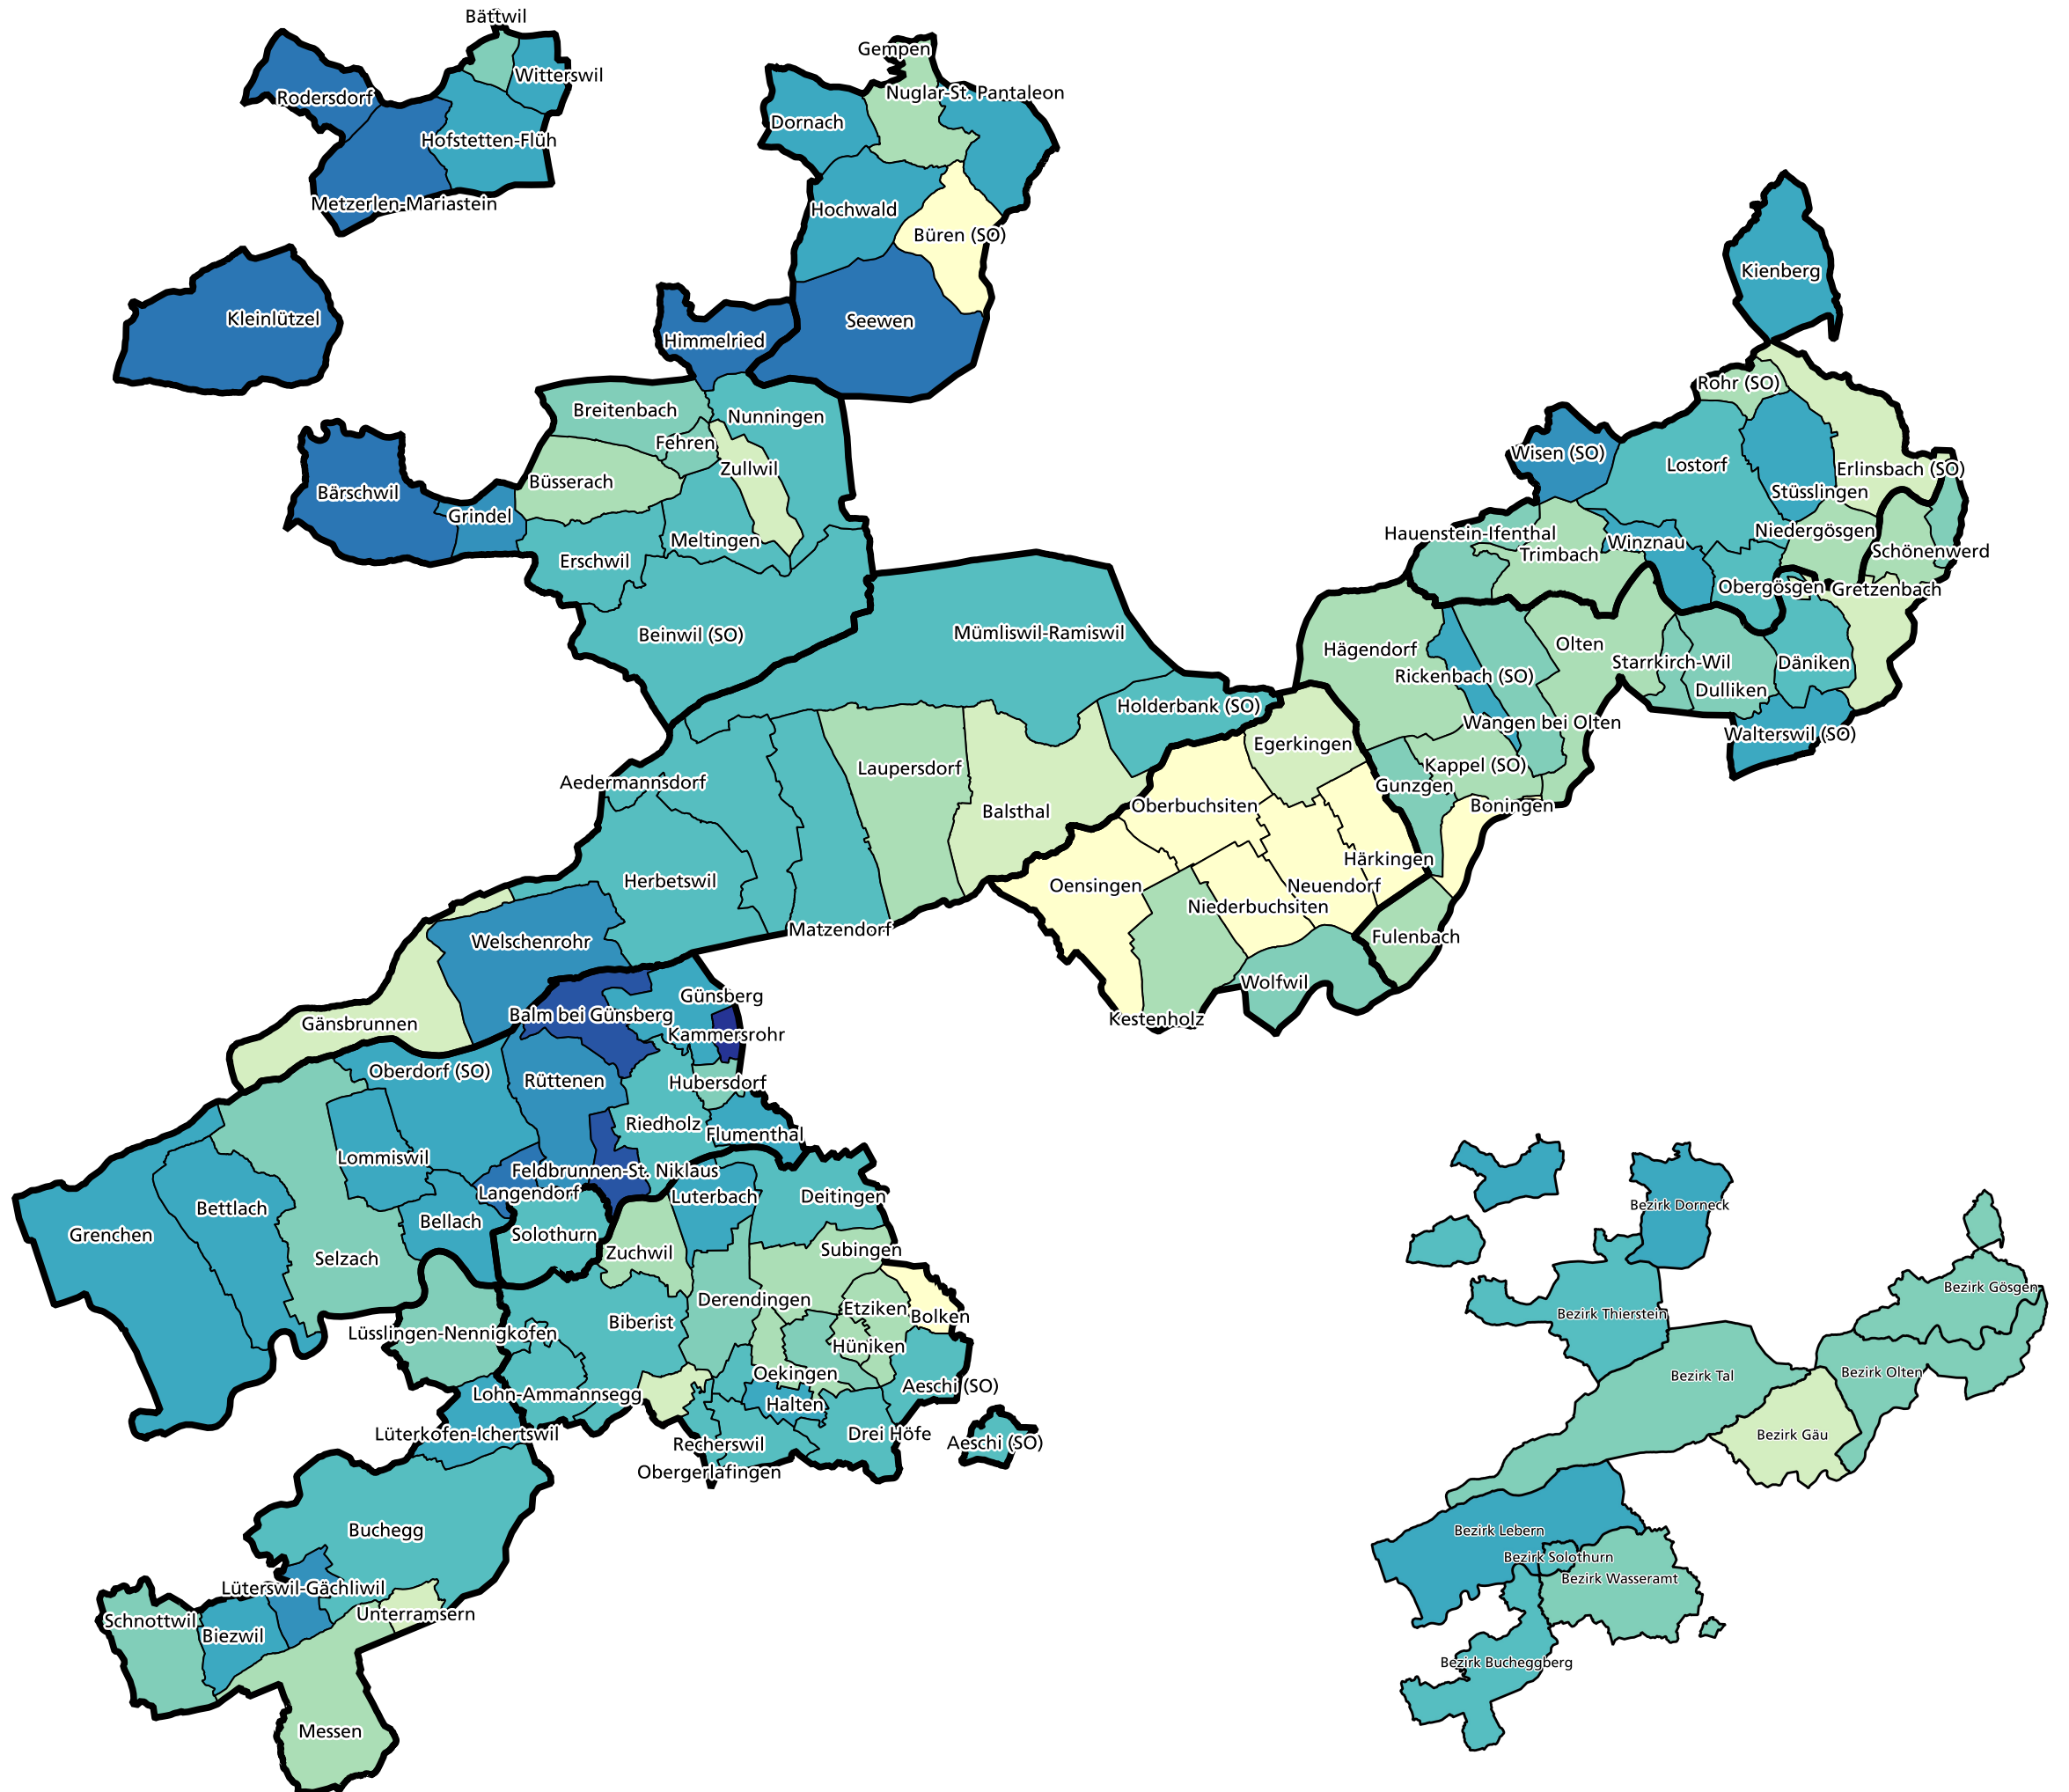 Bättwil
Witterswil
Rodersdorf
Hofstetten-Flüh
Metzerlen-Mariastein
Kleinlützel
Gempen
Nuglar-St. Pantaleon
Dornach
Hochwald
Büren (SO)
Seewen
Himmelried
Kienberg
Breitenbach
Nunningen
Fehren
Zullwil
Büsserach
Bärschwil
Grindel
Meltingen
Erschwil
Beinwil (SO)
Rohr (SO)
Wisen (SO)
Lostorf
Erlinsbach (SO)
Stüsslingen
Hauenstein-Ifenthal
Trimbach
Winznau
Niedergösgen
Schönenwerd
Obergösgen
Gretzenbach
Mümliswil-Ramiswil
Hägendorf
Olten
Rickenbach (SO)
Starrkirch-Wil
Däniken
Dulliken
Holderbank (SO)
Wangen bei Olten
Walterswil (SO)
Egerkingen
Kappel (SO)
Gunzgen
Boningen
Laupersdorf
Aedermannsdorf
Balsthal
Oberbuchsiten
Härkingen
Herbetswil
Oensingen
Neuendorf
Niederbuchsiten
Matzendorf
Fulenbach
Welschenrohr
Wolfwil
Kestenholz
Gänsbrunnen
Günsberg
Balm bei Günsberg
Kammersrohr
Oberdorf (SO)
Rüttenen
Hubersdorf
Riedholz
Flumenthal
Lommiswil
Feldbrunnen-St. Niklaus
Langendorf
Luterbach
Deitingen
Bettlach
Grenchen
Bellach
Solothurn
Selzach
Zuchwil
Subingen
Derendingen
Etziken
Bolken
Biberist
Lüsslingen-Nennigkofen
Hüniken
Oekingen
Aeschi (SO)
Lohn-Ammannsegg
Halten
Lüterkofen-Ichertswil
Drei Höfe
Recherswil
Aeschi (SO)
Obergerlafingen
Buchegg
Lüterswil-Gächliwil
Unterramsern
Schnottwil
Biezwil
Messen
Bezirk Dorneck
Bezirk Gösgen
Bezirk Thierstein
Bezirk Tal
Bezirk Olten
Bezirk Gäu
Bezirk Lebern
Bezirk Solothurn
Bezirk Wasseramt
Bezirk Bucheggberg